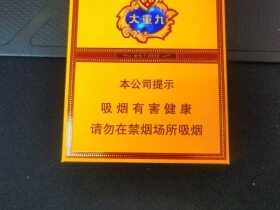 大重九
本公司提示
吸烟有害健康
请勿在禁烟场所吸烟